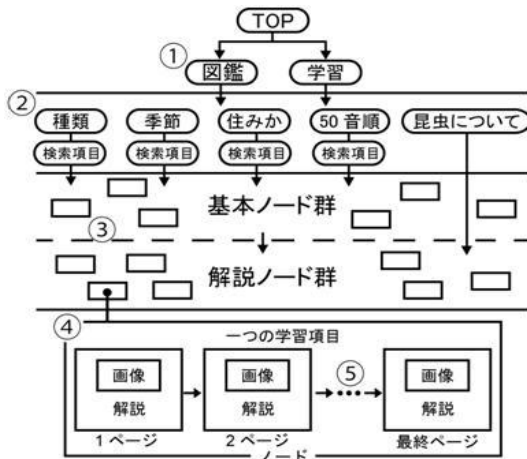 TOP
① 図鑑 学習
② 種類 季節 住みか 50音順 昆虫について
検索項目 検索項目 検索項目 検索項目
基本ノード群
③
解説ノード群
④ 一つの学習項目
画像 画像 ⑤ 画像
解説 解説 解説
1ページ 2ページ 最終ページ
ノード